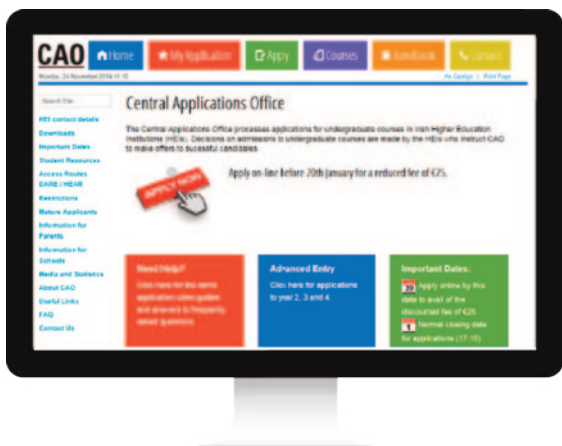 CAO
Home
My Application
Apply
Courses
Handbook
Contact
Monday, 24 November 2014
As Gaeilge | Print Page
Search Site
HEI contact details
Downloads
Important Dates
Student Resources
Access Routes
DARE / HEAR
Restrictions
Mature Applicants
Information for
Parents
Information for
Schools
Media and Statistics
About CAO
Useful Links
FAQ
Contact Us
Central Applications Office
The Central Applications Office processes applications for undergraduate courses in Irish Higher Education
Institutions (HEIs). Decisions on admissions to undergraduate courses are made by the HEIs who instruct CAO
to make offers to sucessful candidates
APPLY NOW
Apply on-line before 20th January for a reduced fee of €25.
Need Help?
Click here for the demo
application, video guides
and answers to frequently
asked questions
Advanced Entry
Click here for applications
to year 2, 3 and 4
Important Dates:
20 Apply online by this
date to avail of the
discounted fee of €25
1 Normal closing date
for applications (17:15)